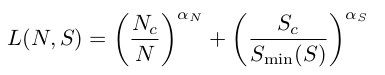 L(N, S) = \left( \frac{N_c}{N} \right)^{\alpha_N} + \left( \frac{S_c}{S_{\min}(S)} \right)^{\alpha_S}